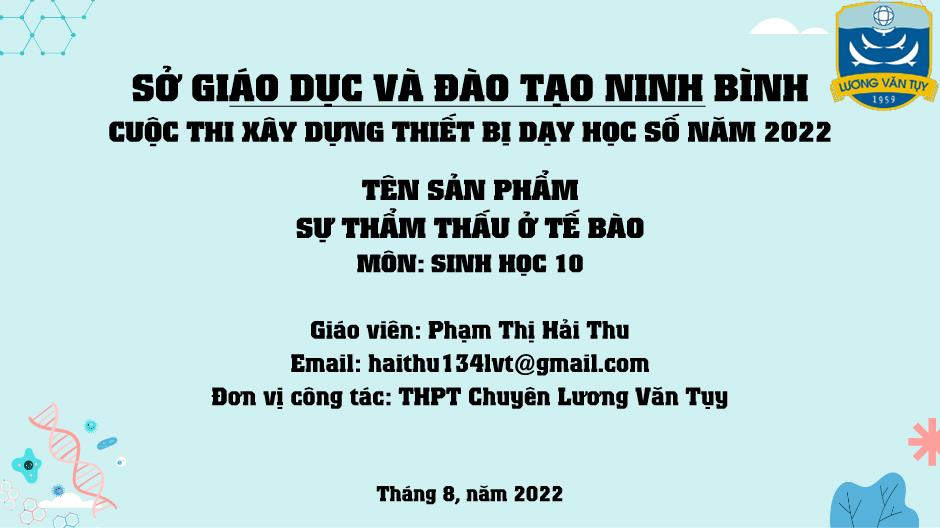 SỞ GIÁO DỤC VÀ ĐÀO TẠO NINH BÌNH
CUỘC THI XÂY DỰNG THIẾT BỊ DẠY HỌC SỐ NĂM 2022
TÊN SẢN PHẨM
SỰ THẨM THẤU Ở TẾ BÀO
MÔN: SINH HỌC 10
Giáo viên: Phạm Thị Hải Thu
Email: haithu134lvt@gmail.com
Đơn vị công tác: THPT Chuyên Lương Văn Tụy
Tháng 8, năm 2022
LƯƠNG VĂN TỤY
1959